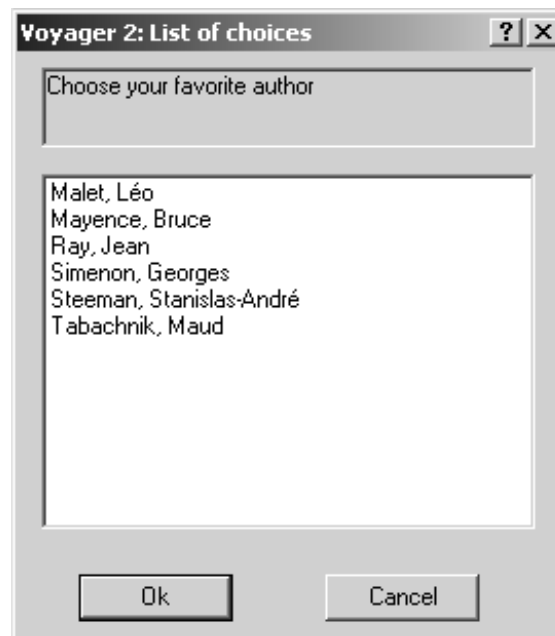 Voyager 2: List of choices
Choose your favorite author
Malet, Léo
Mayence, Bruce
Ray, Jean
Simenon, Georges
Steeman, Stanislas-André
Tabachnik, Maud
Ok
Cancel